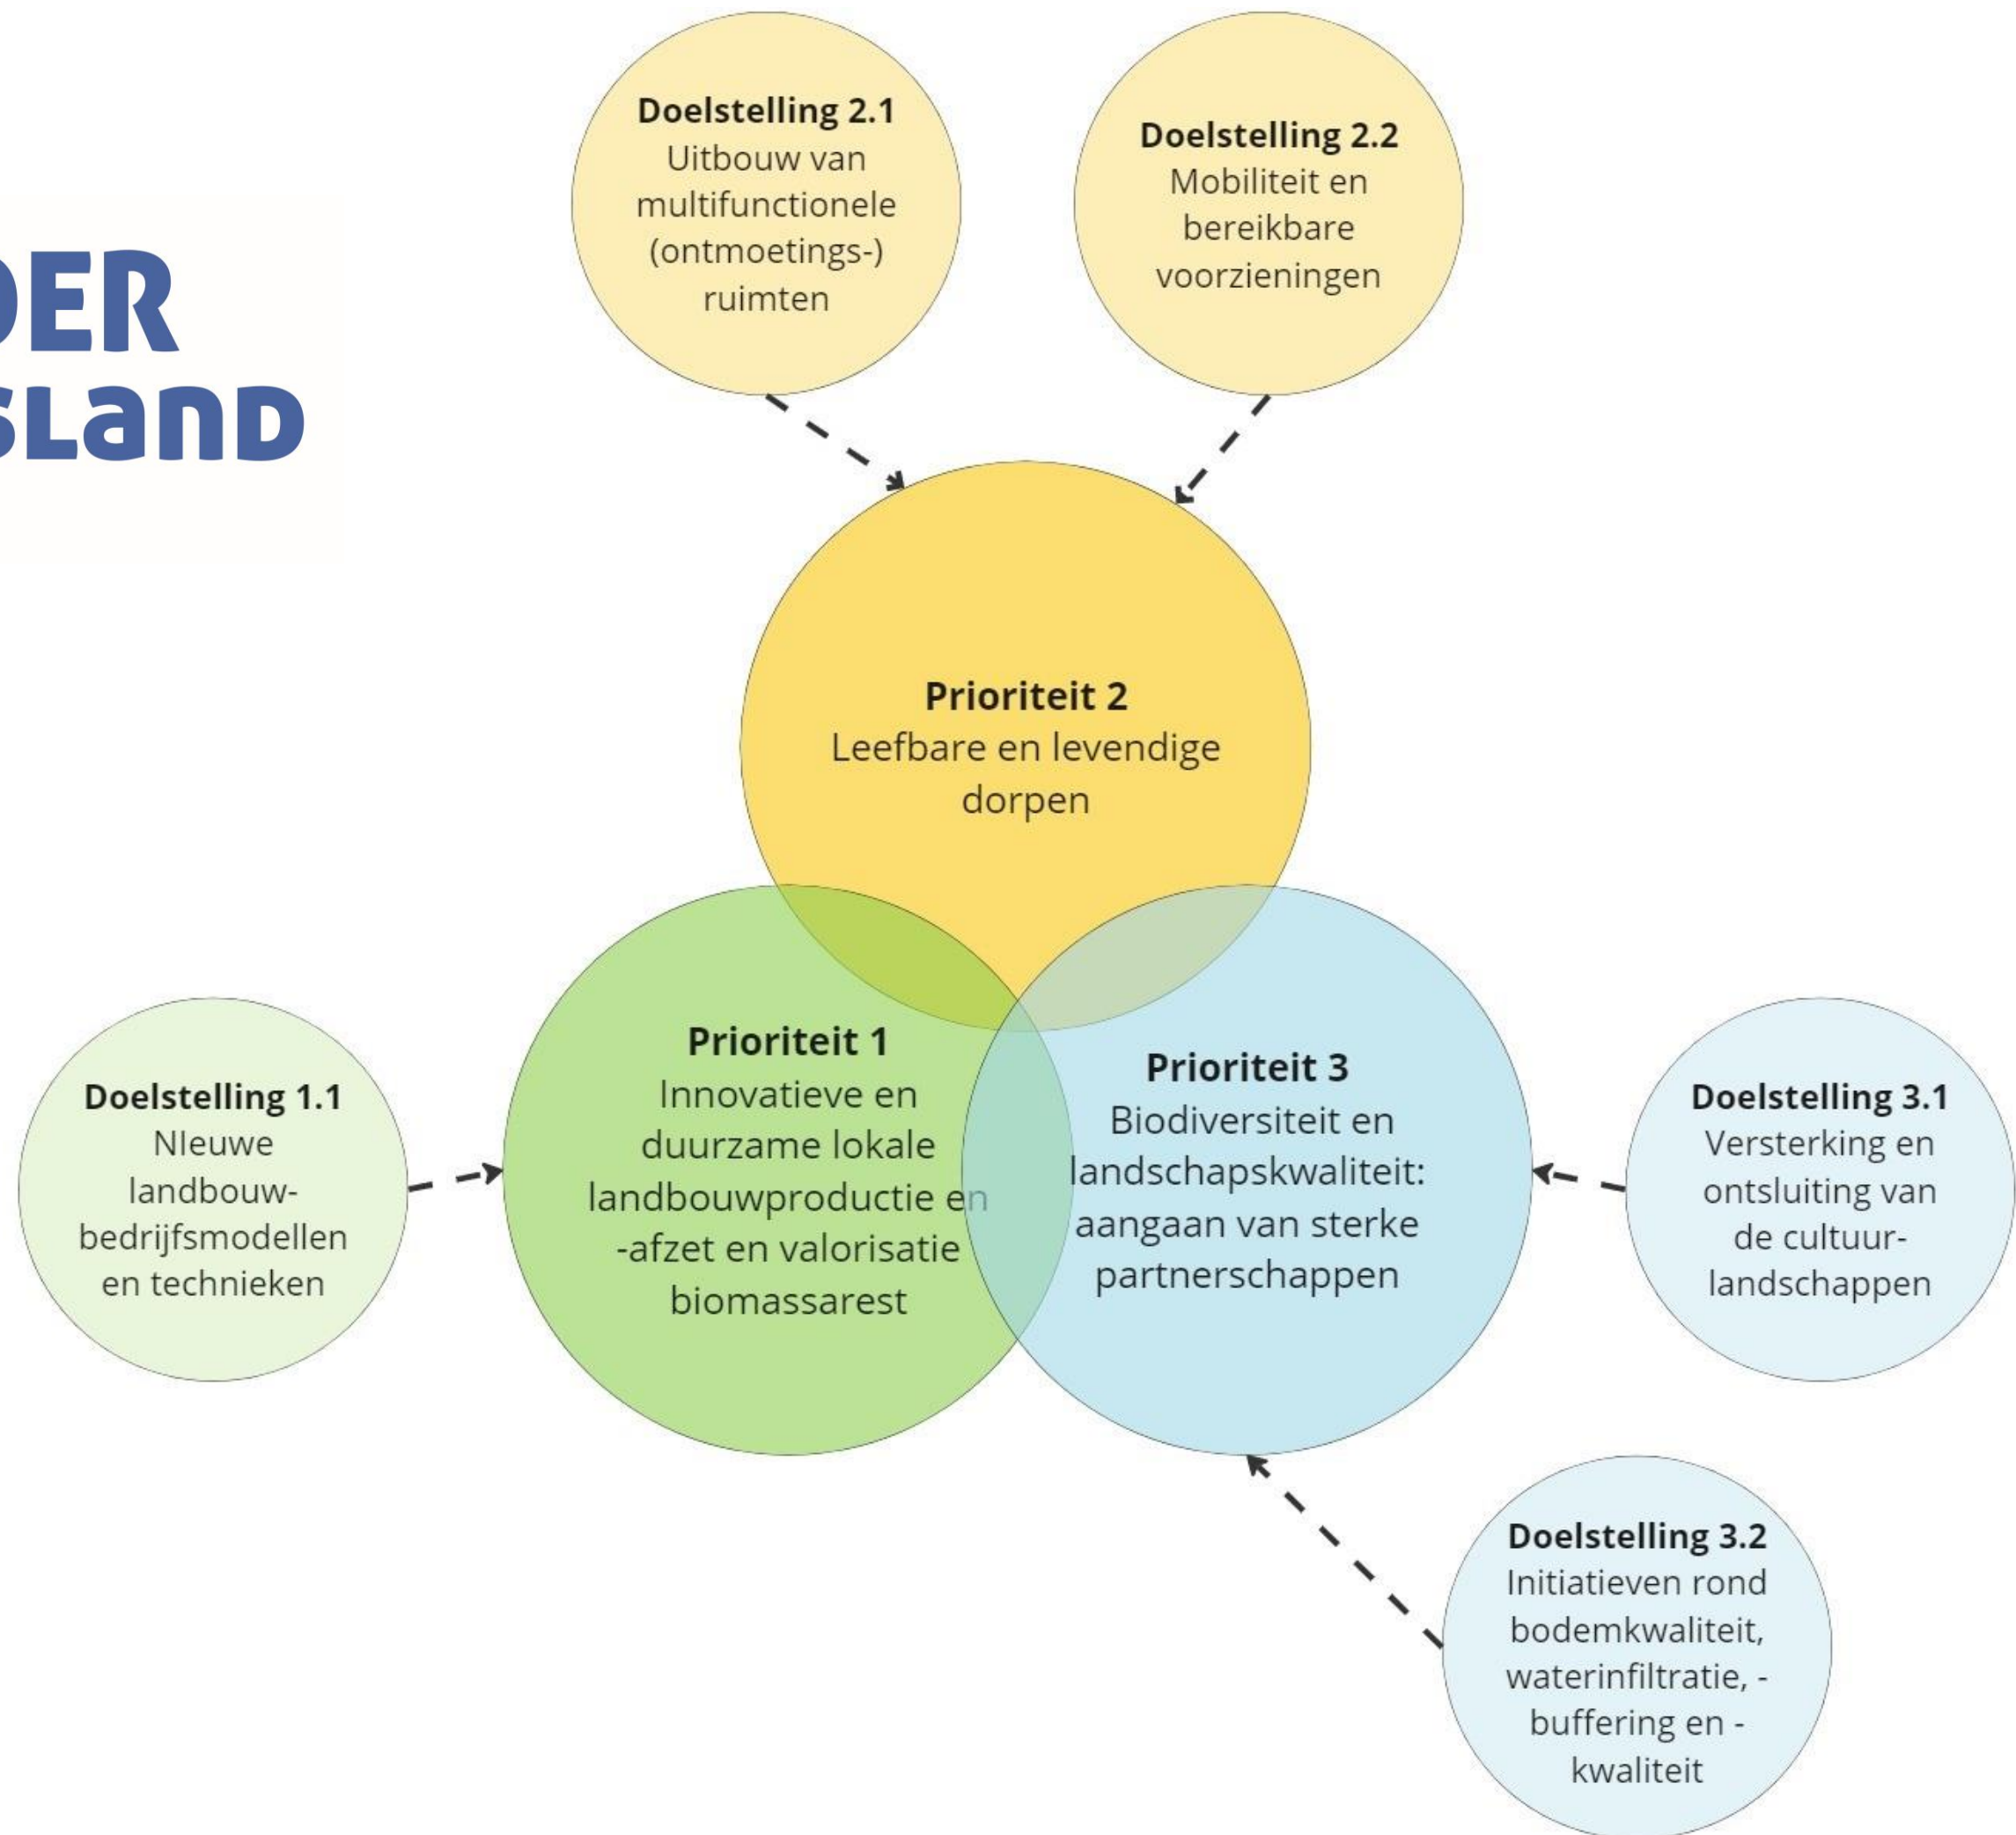 DER
SLAND
Doelstelling 2.1
Uitbouw van
multifunctionele
(ontmoetings-)
ruimten
Doelstelling 2.2
Mobiliteit en
bereikbare
voorzieningen
Prioriteit 2
Leefbare en levendige
dorpen
Doelstelling 1.1
NIeuwe
landbouw-
bedrijfsmodellen
en technieken
Prioriteit 1
Innovatieve en
duurzame lokale
landbouwproductie en
-afzet en valorisatie
biomassarest
Prioriteit 3
Biodiversiteit en
landschapskwaliteit:
aangaan van sterke
partnerschappen
Doelstelling 3.1
Versterking en
ontsluiting van
de cultuur-
landschappen
Doelstelling 3.2
Initiatieven rond
bodemkwaliteit,
waterinfiltratie, -
buffering en -
kwaliteit